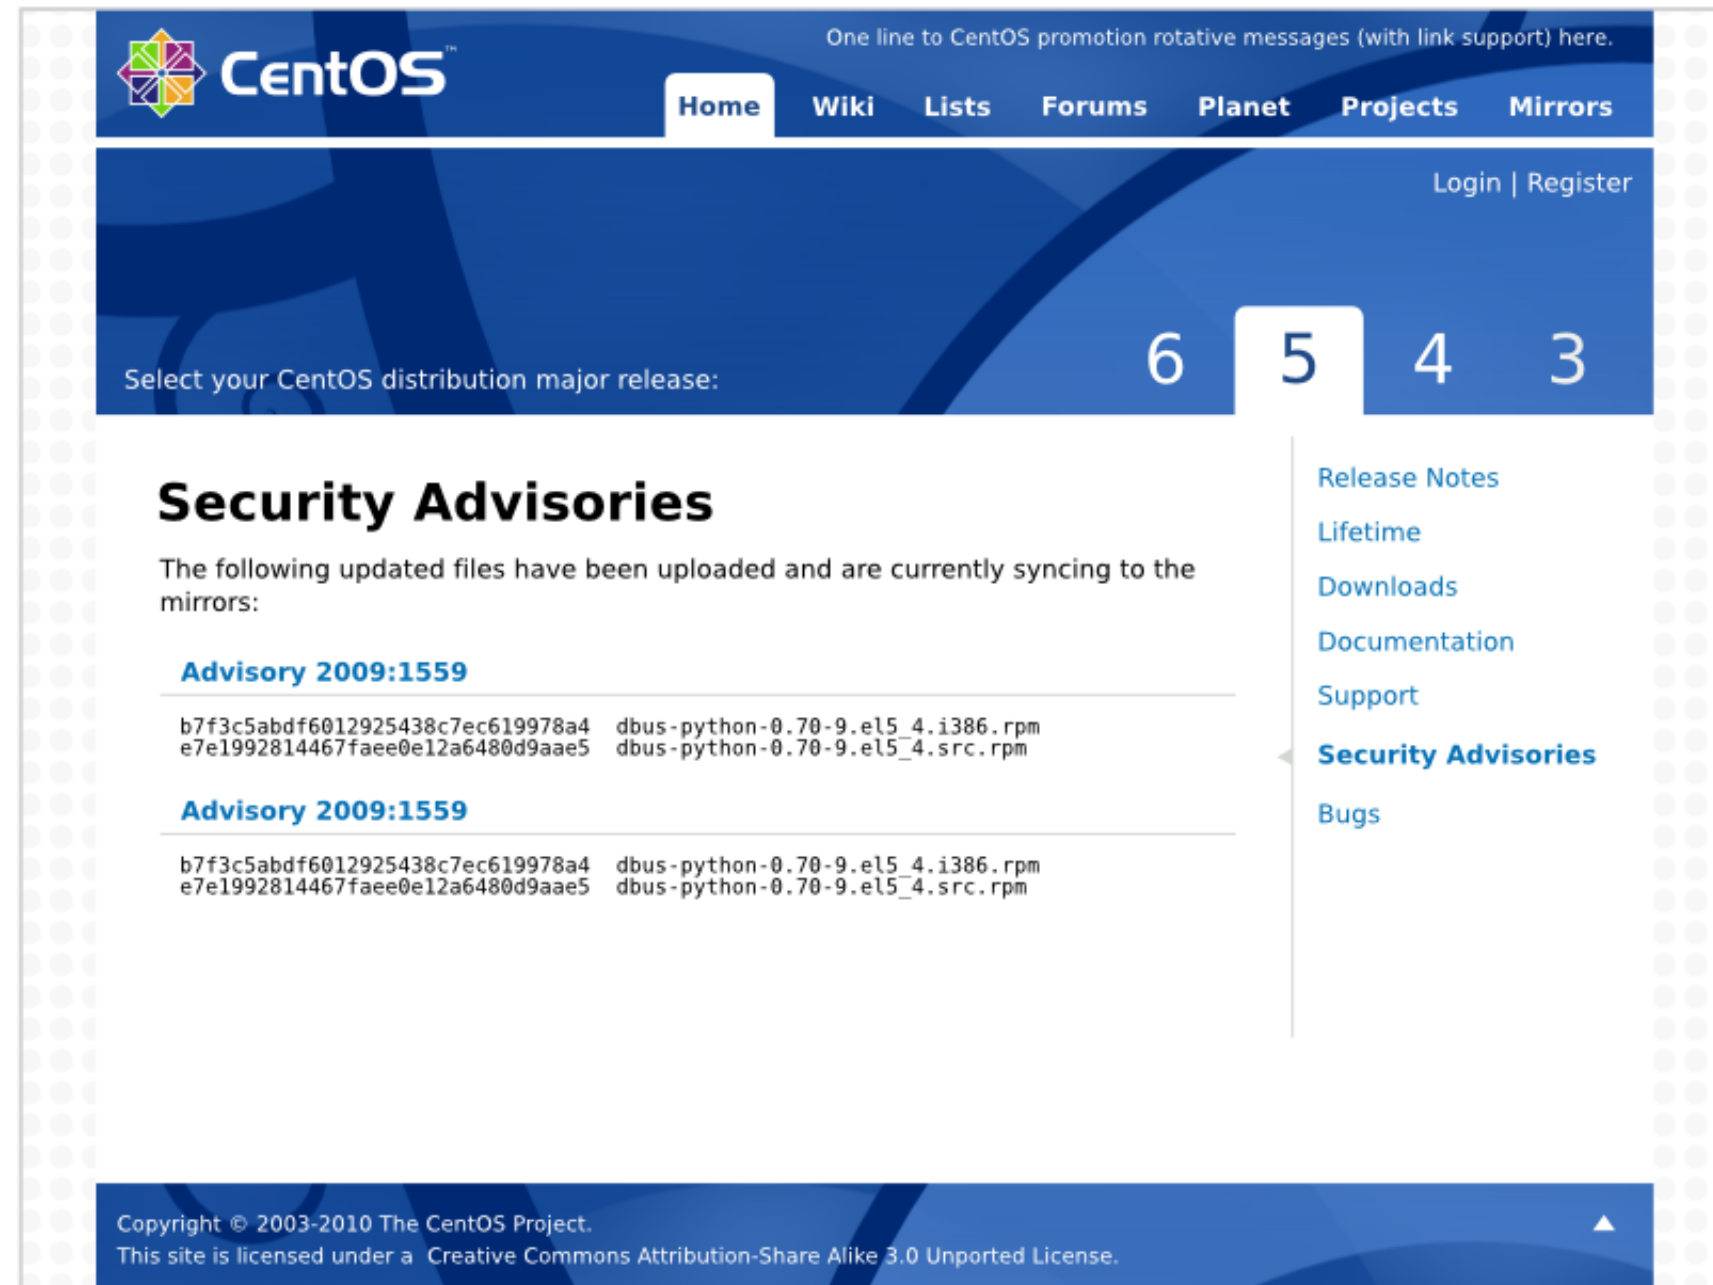 One line to CentOS promotion rotative messages (with link support) here.
CentOS™
Home Wiki Lists Forums Planet Projects Mirrors
Login | Register
Select your CentOS distribution major release:
6 5 4 3
Security Advisories
The following updated files have been uploaded and are currently syncing to the
mirrors:
Advisory 2009:1559
b7f3c5abdf6012925438c7ec619978a4 dbus-python-0.70-9.el5_4.i386.rpm
e7e1992814467faee0e12a6480d9aae5 dbus-python-0.70-9.el5_4.src.rpm
Advisory 2009:1559
b7f3c5abdf6012925438c7ec619978a4 dbus-python-0.70-9.el5_4.i386.rpm
e7e1992814467faee0e12a6480d9aae5 dbus-python-0.70-9.el5_4.src.rpm
Release Notes
Lifetime
Downloads
Documentation
Support
Security Advisories
Bugs
Copyright © 2003-2010 The CentOS Project.
This site is licensed under a Creative Commons Attribution-Share Alike 3.0 Unported License.